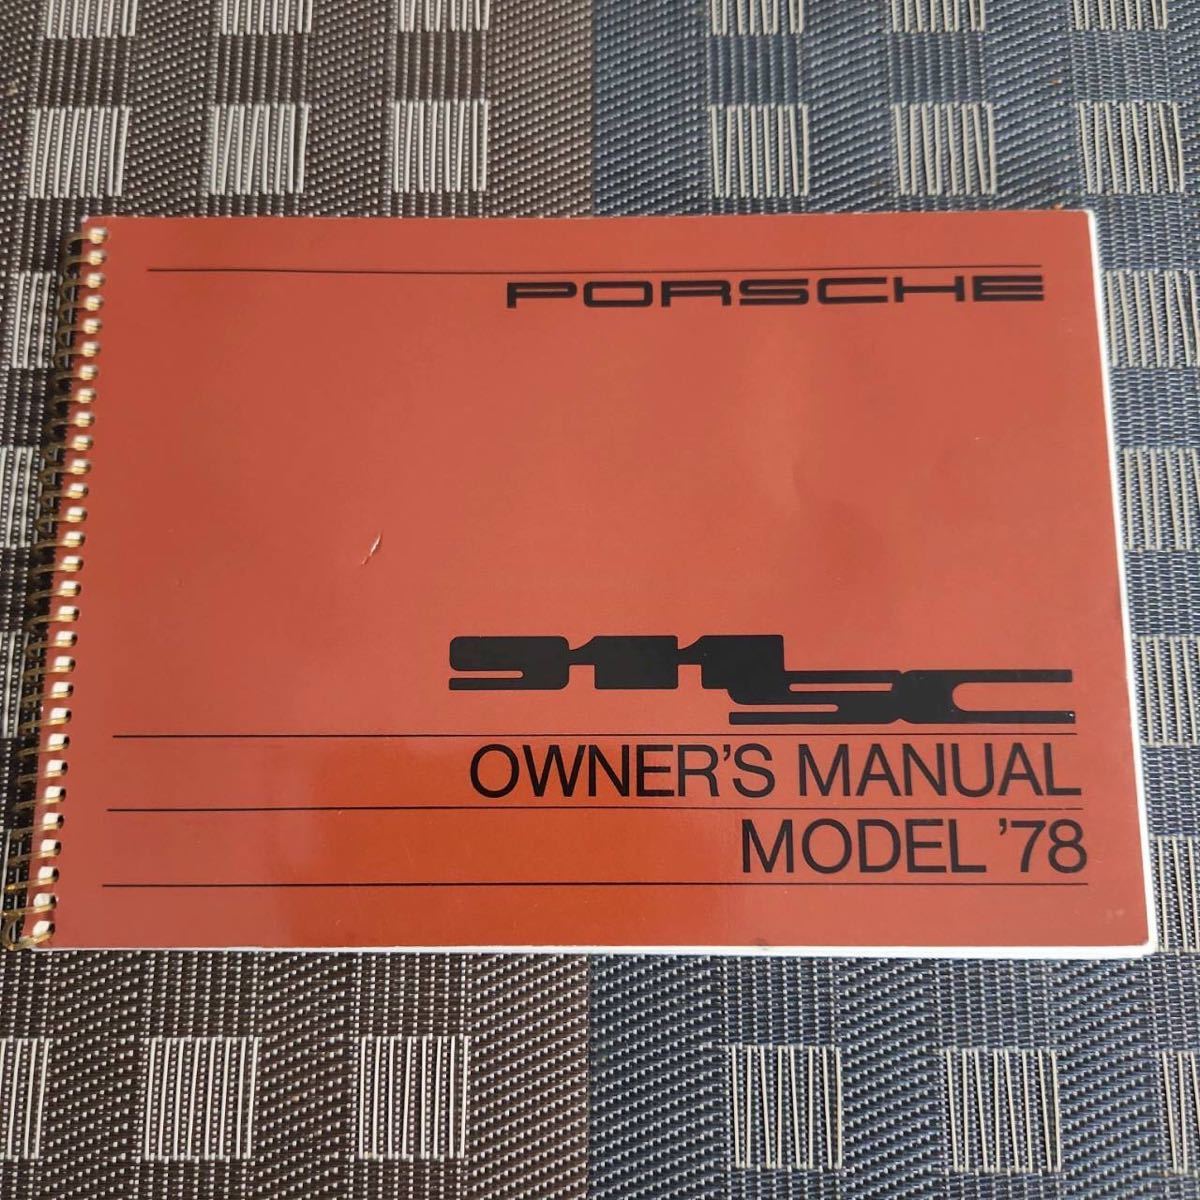 PORSCHE
911SC
OWNER'S MANUAL
MODEL '78